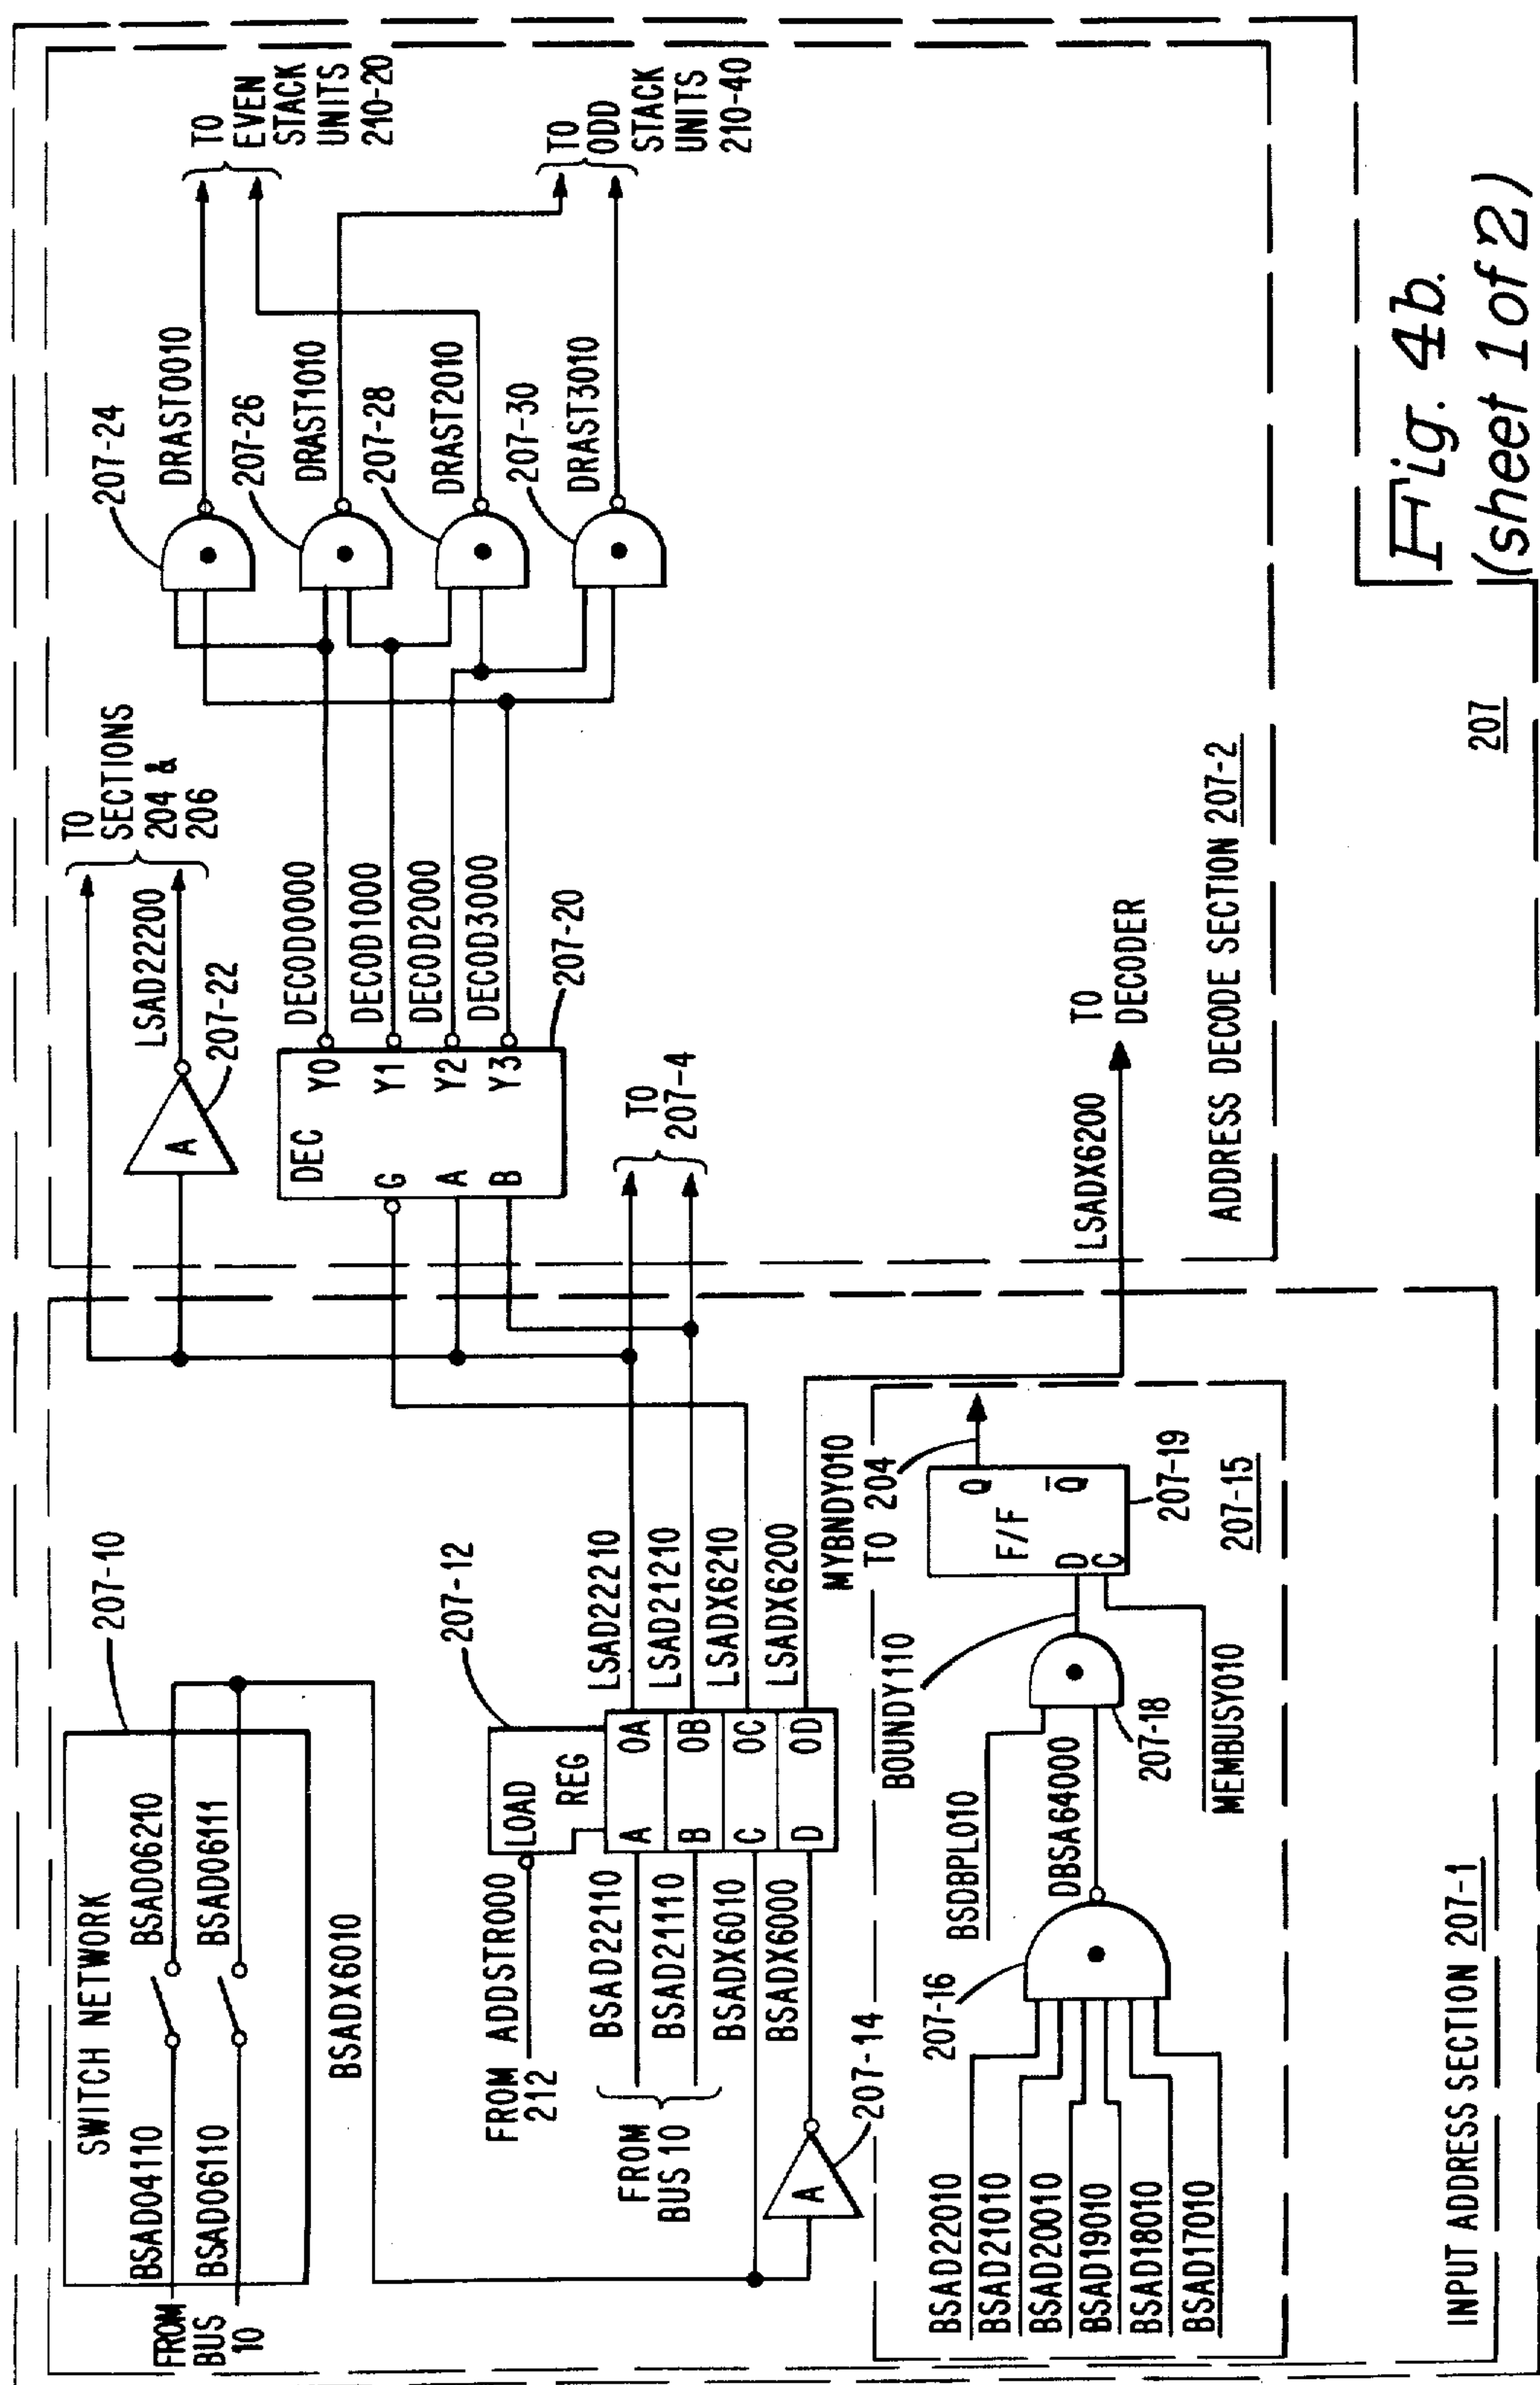 SWITCH NETWORK
207-10
FROM
BUS
10
BSAD04110
BSAD06210
BSAD06110
BSAD06111
BSADX6010
FROM ADDSTR000
212
207-12
LOAD
REG
FROM
BUS 10
BSAD22110
A
OA
LSAD22210
BSAD21110
B
OB
LSAD21210
BSADX6010
C
OC
LSADX6210
BSADX6000
D
OD
LSADX6200
A
207-14
BSAD22010
BSAD21010
BSAD20010
BSAD19010
BSAD18010
BSAD17010
207-16
BSDBPL010
DBSA64000
207-18
BOUNDY110
MEMBUSY010
MYBNDY010
TO 204
F/F
D
C
Q
Q̅
207-19
207-15
INPUT ADDRESS SECTION 207-1
TO
SECTIONS
204 &
206
LSAD22200
A
207-22
DEC
G
A
B
Y0
Y1
Y2
Y3
DECOD0000
DECOD1000
DECOD2000
DECOD3000
207-20
TO
207-4
207-24
DRAST0010
207-26
DRAST1010
207-28
DRAST2010
207-30
DRAST3010
TO
EVEN
STACK
UNITS
210-20
TO
ODD
STACK
UNITS
210-40
LSADX6200
TO
DECODER
ADDRESS DECODE SECTION 207-2
207
Fig. 4b.
(sheet 1 of 2)